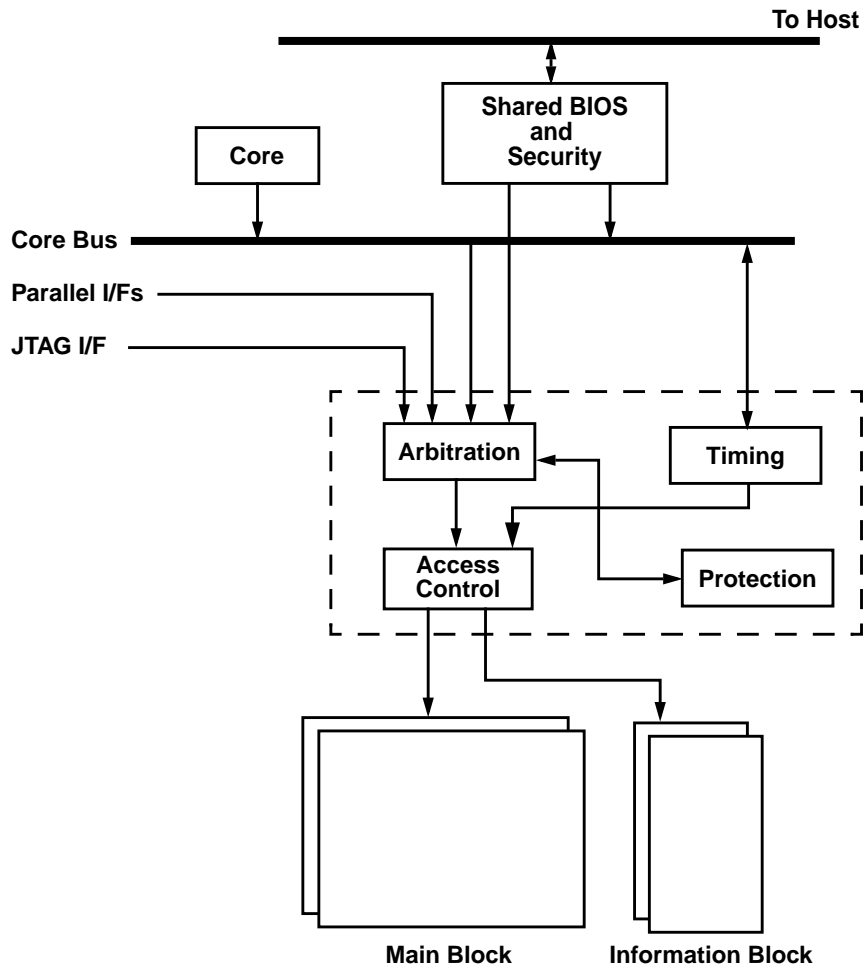 To Host
Shared BIOS
and
Security
Core
Core Bus
Parallel I/Fs
JTAG I/F
Arbitration
Timing
Access
Control
Protection
Main Block
Information Block